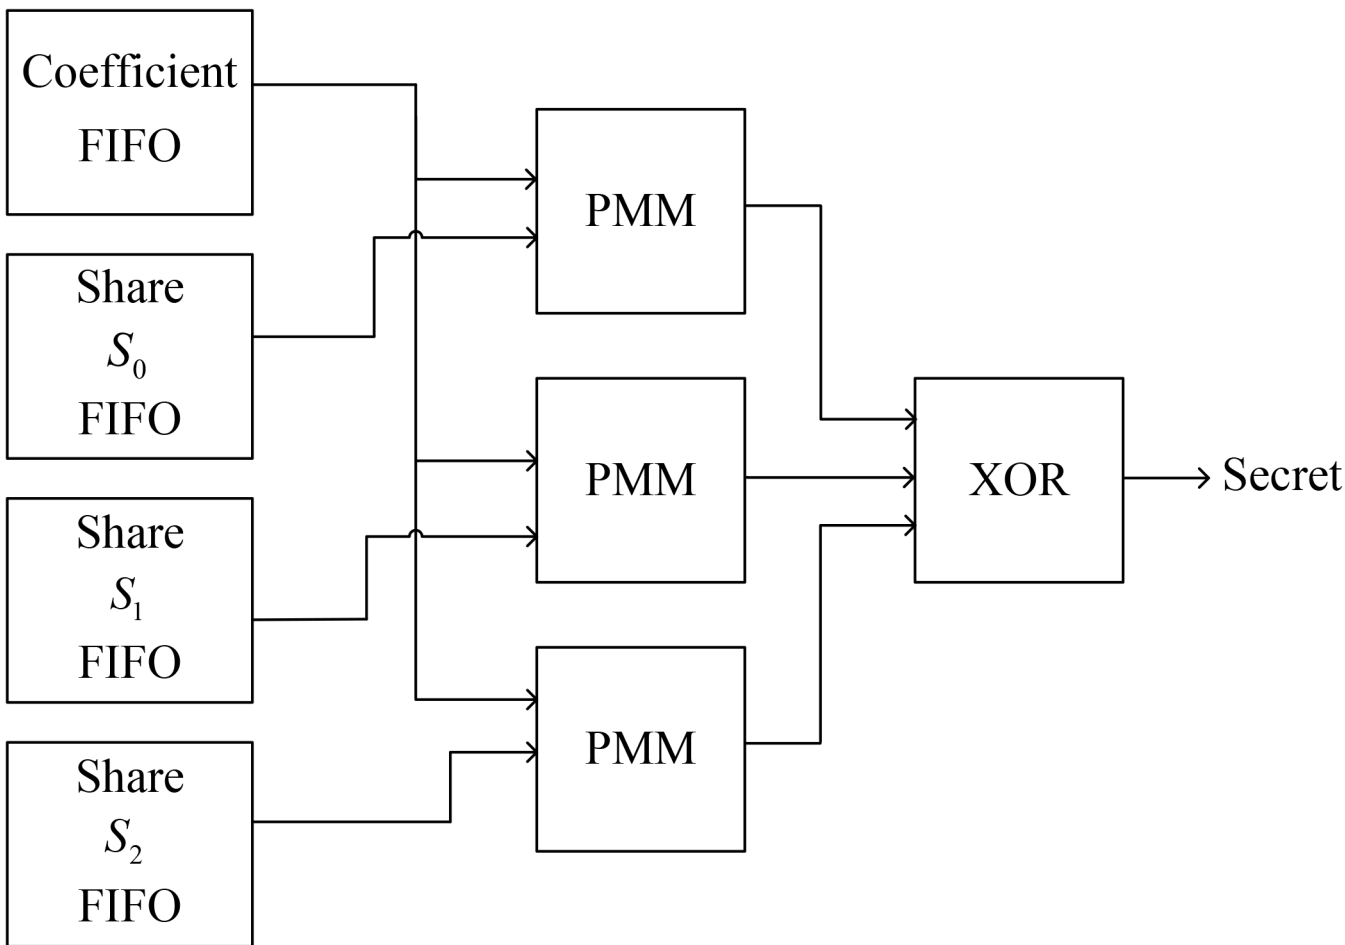 Coefficient
FIFO
Share
S₀
FIFO
Share
S₁
FIFO
Share
S₂
FIFO
PMM
PMM
PMM
XOR
Secret